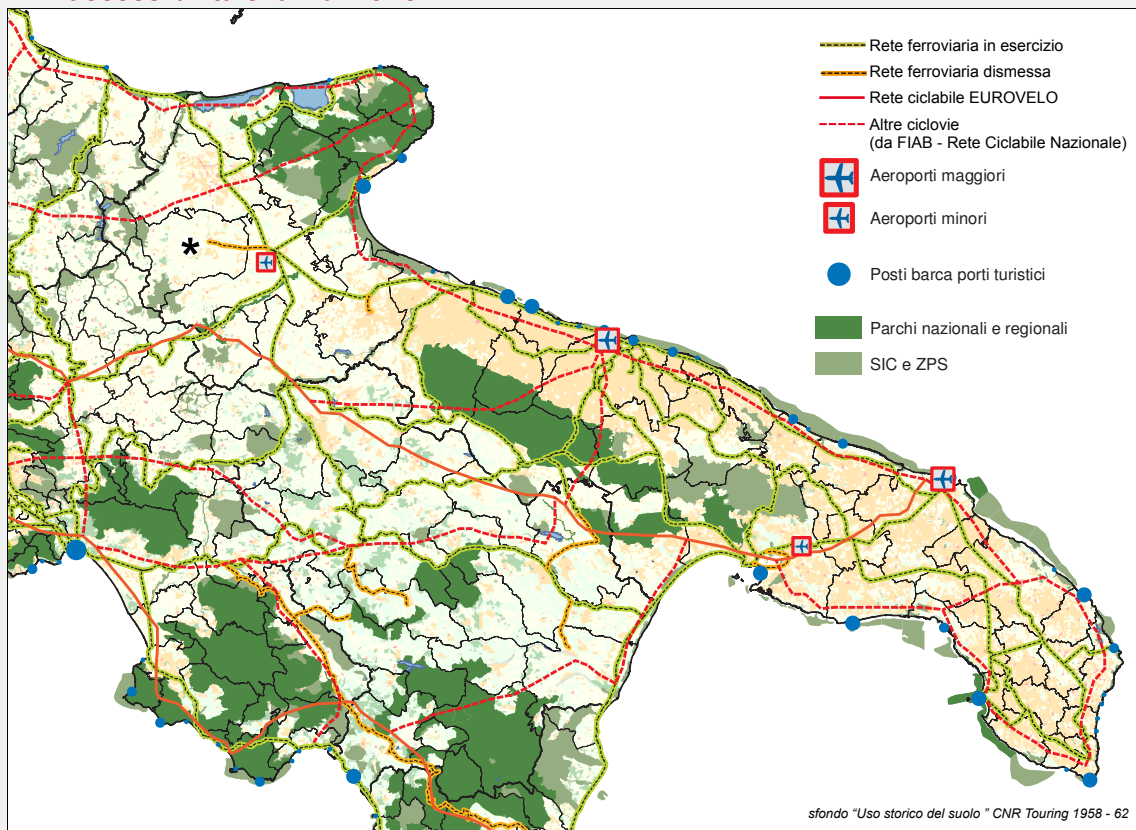 Rete ferroviaria in esercizio
Rete ferroviaria dismessa
Rete ciclabile EUROVELO
Altre ciclovie
(da FIAB - Rete Ciclabile Nazionale)
Aeroporti maggiori
Aeroporti minori
Posti barca porti turistici
Parchi nazionali e regionali
SIC e ZPS
*
sfondo “Uso storico del suolo ” CNR Touring 1958 - 62